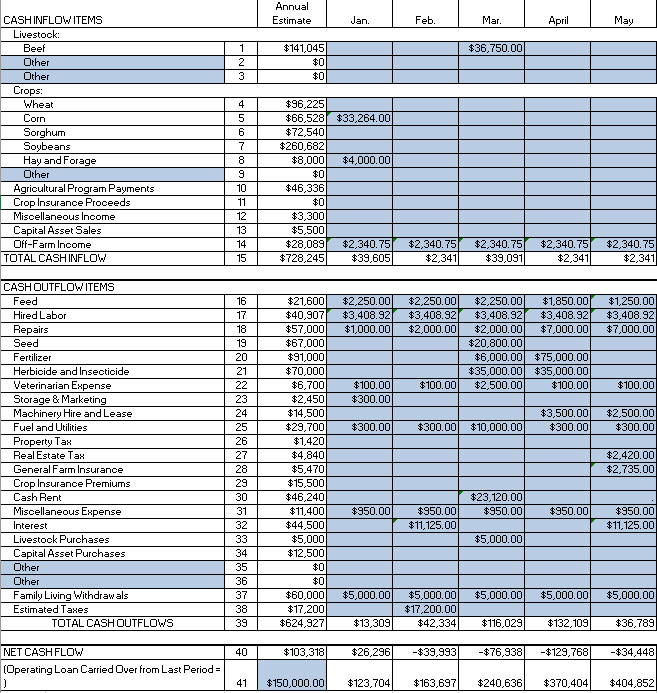 Annual
CASH INFLOW ITEMS Estimate Jan. Feb. Mar. April May
Livestock:
Beef 1 $141,045 $36,750.00
Other 2 $0
Other 3 $0
Crops:
Wheat 4 $96,225
Corn 5 $66,528 $33,264.00
Sorghum 6 $72,540
Soybeans 7 $260,682
Hay and Forage 8 $8,000 $4,000.00
Other 9 $0
Agricultural Program Payments 10 $46,336
Crop Insurance Proceeds 11 $0
Miscellaneous Income 12 $3,300
Capital Asset Sales 13 $5,500
Off-Farm Income 14 $28,089 $2,340.75 $2,340.75 $2,340.75 $2,340.75 $2,340.75
TOTAL CASH INFLOW 15 $728,245 $39,605 $2,341 $39,091 $2,341 $2,341
CASH OUTFLOW ITEMS
Feed 16 $21,600 $2,250.00 $2,250.00 $2,250.00 $1,850.00 $1,250.00
Hired Labor 17 $40,907 $3,408.92 $3,408.92 $3,408.92 $3,408.92 $3,408.92
Repairs 18 $57,000 $1,000.00 $2,000.00 $2,000.00 $7,000.00 $7,000.00
Seed 19 $67,000 $20,800.00
Fertilizer 20 $91,000 $6,000.00 $75,000.00
Herbicide and Insecticide 21 $70,000 $35,000.00 $35,000.00
Veterinarian Expense 22 $6,700 $100.00 $100.00 $2,500.00 $100.00 $100.00
Storage & Marketing 23 $2,450 $300.00
Machinery Hire and Lease 24 $14,500 $3,500.00 $2,500.00
Fuel and Utilities 25 $29,700 $300.00 $300.00 $10,000.00 $300.00 $300.00
Property Tax 26 $1,420
Real Estate Tax 27 $4,840 $2,420.00
General Farm Insurance 28 $5,470 $2,735.00
Crop Insurance Premiums 29 $15,500
Cash Rent 30 $46,240 $23,120.00 .
Miscellaneous Expense 31 $11,400 $950.00 $950.00 $950.00 $950.00 $950.00
Interest 32 $44,500 $11,125.00 $11,125.00
Livestock Purchases 33 $5,000 $5,000.00
Capital Asset Purchases 34 $12,500
Other 35 $0
Other 36 $0
Family Living Withdrawals 37 $60,000 $5,000.00 $5,000.00 $5,000.00 $5,000.00 $5,000.00
Estimated Taxes 38 $17,200 $17,200.00
TOTAL CASH OUTFLOWS 39 $624,927 $13,309 $42,334 $116,029 $132,109 $36,789
NET CASH FLOW 40 $103,318 $26,296 -$39,993 -$76,938 -$129,768 -$34,448
(Operating Loan Carried Over from Last Period =
) 41 $150,000.00 $123,704 $163,697 $240,636 $370,404 $404,852